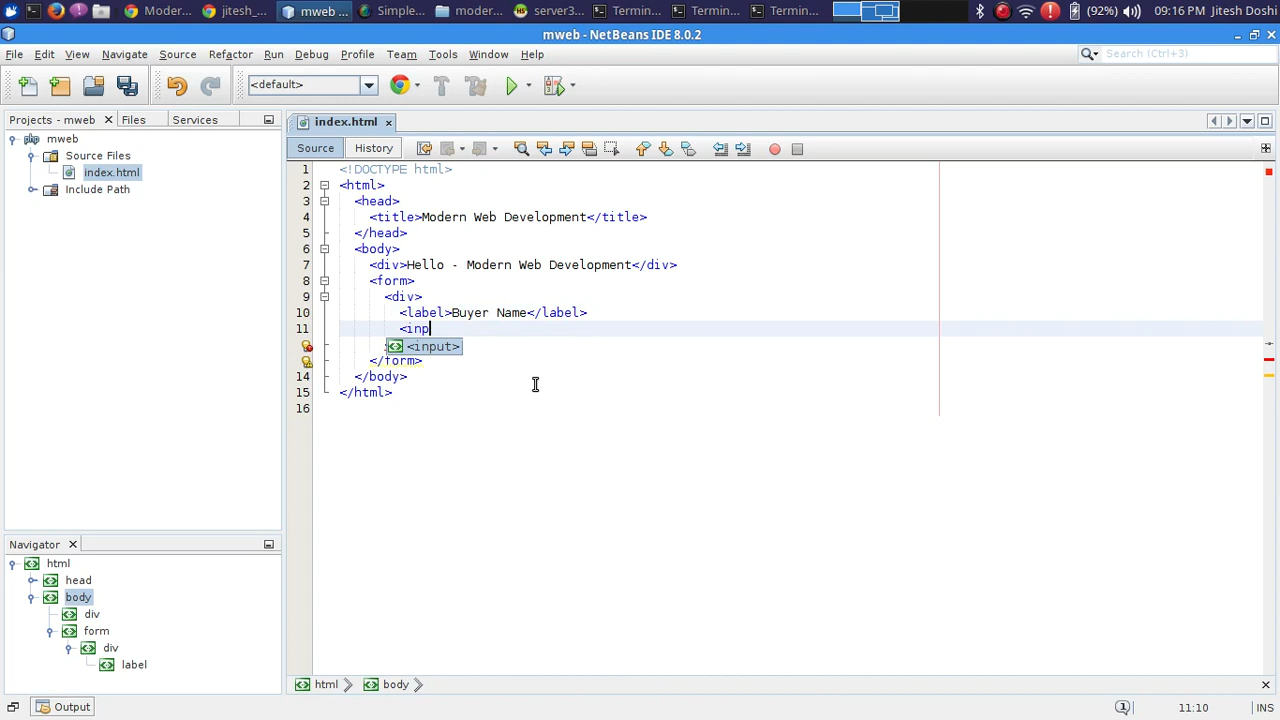 Moder... jitesh_d... mweb ... Simple... moder... server3... Termin... Termin... Termin... (92%) 09:16 PM Jitesh Doshi
mweb - NetBeans IDE 8.0.2
File Edit View Navigate Source Refactor Run Debug Profile Team Tools Window Help Search (Ctrl+3)
<default>
Projects - mweb Files Services
mweb
Source Files
index.html
Include Path
index.html
Source History
1 <!DOCTYPE html>
2 <html>
3 <head>
4 <title>Modern Web Development</title>
5 </head>
6 <body>
7 <div>Hello - Modern Web Development</div>
8 <form>
9 <div>
10 <label>Buyer Name</label>
11 <inp
<input>
</form>
14 </body>
15 </html>
16
Navigator
html
head
body
div
form
div
label
html body
Output 1 11:10 INS